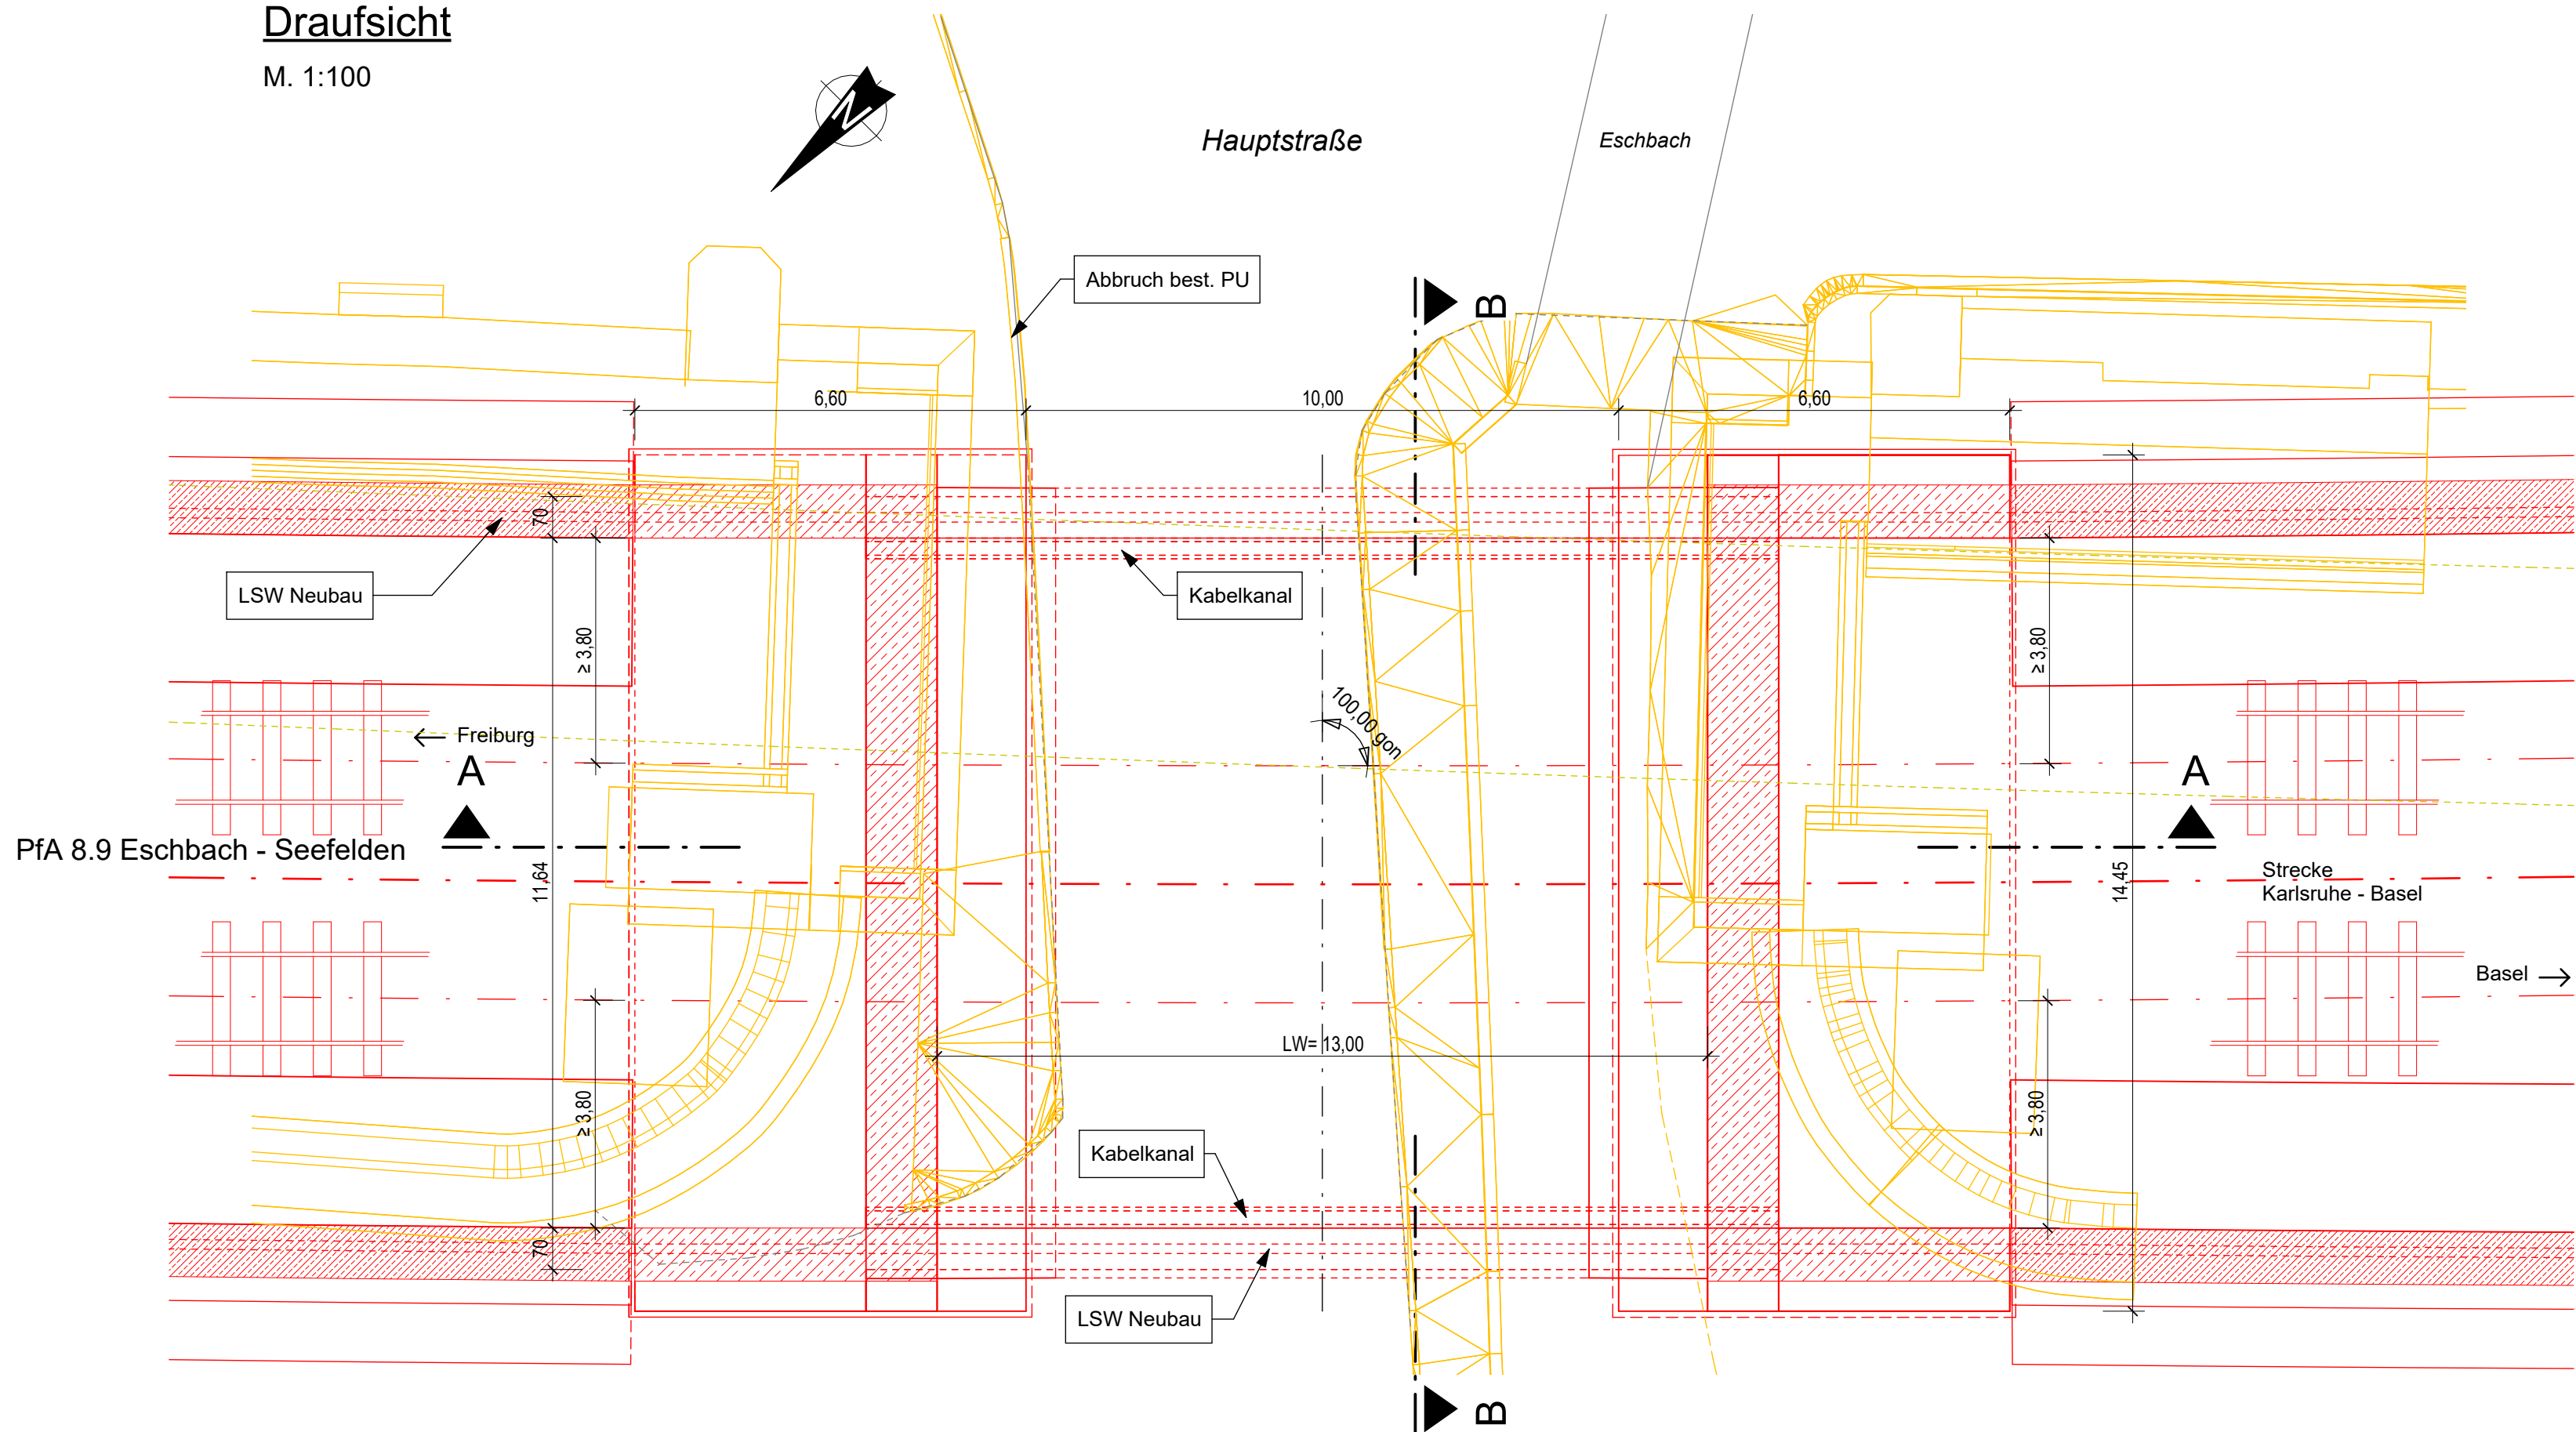 Draufsicht
M. 1:100
N
Hauptstraße
Eschbach
Abbruch best. PU
B
6,60
10,00
6,60
70
LSW Neubau
Kabelkanal
≥ 3,80
≥ 3,80
100,00 gon
← Freiburg
A
A
PfA 8.9 Eschbach - Seefelden
11,64
14,45
Strecke
Karlsruhe - Basel
Basel →
LW= 13,00
≥ 3,80
≥ 3,80
Kabelkanal
70
LSW Neubau
B